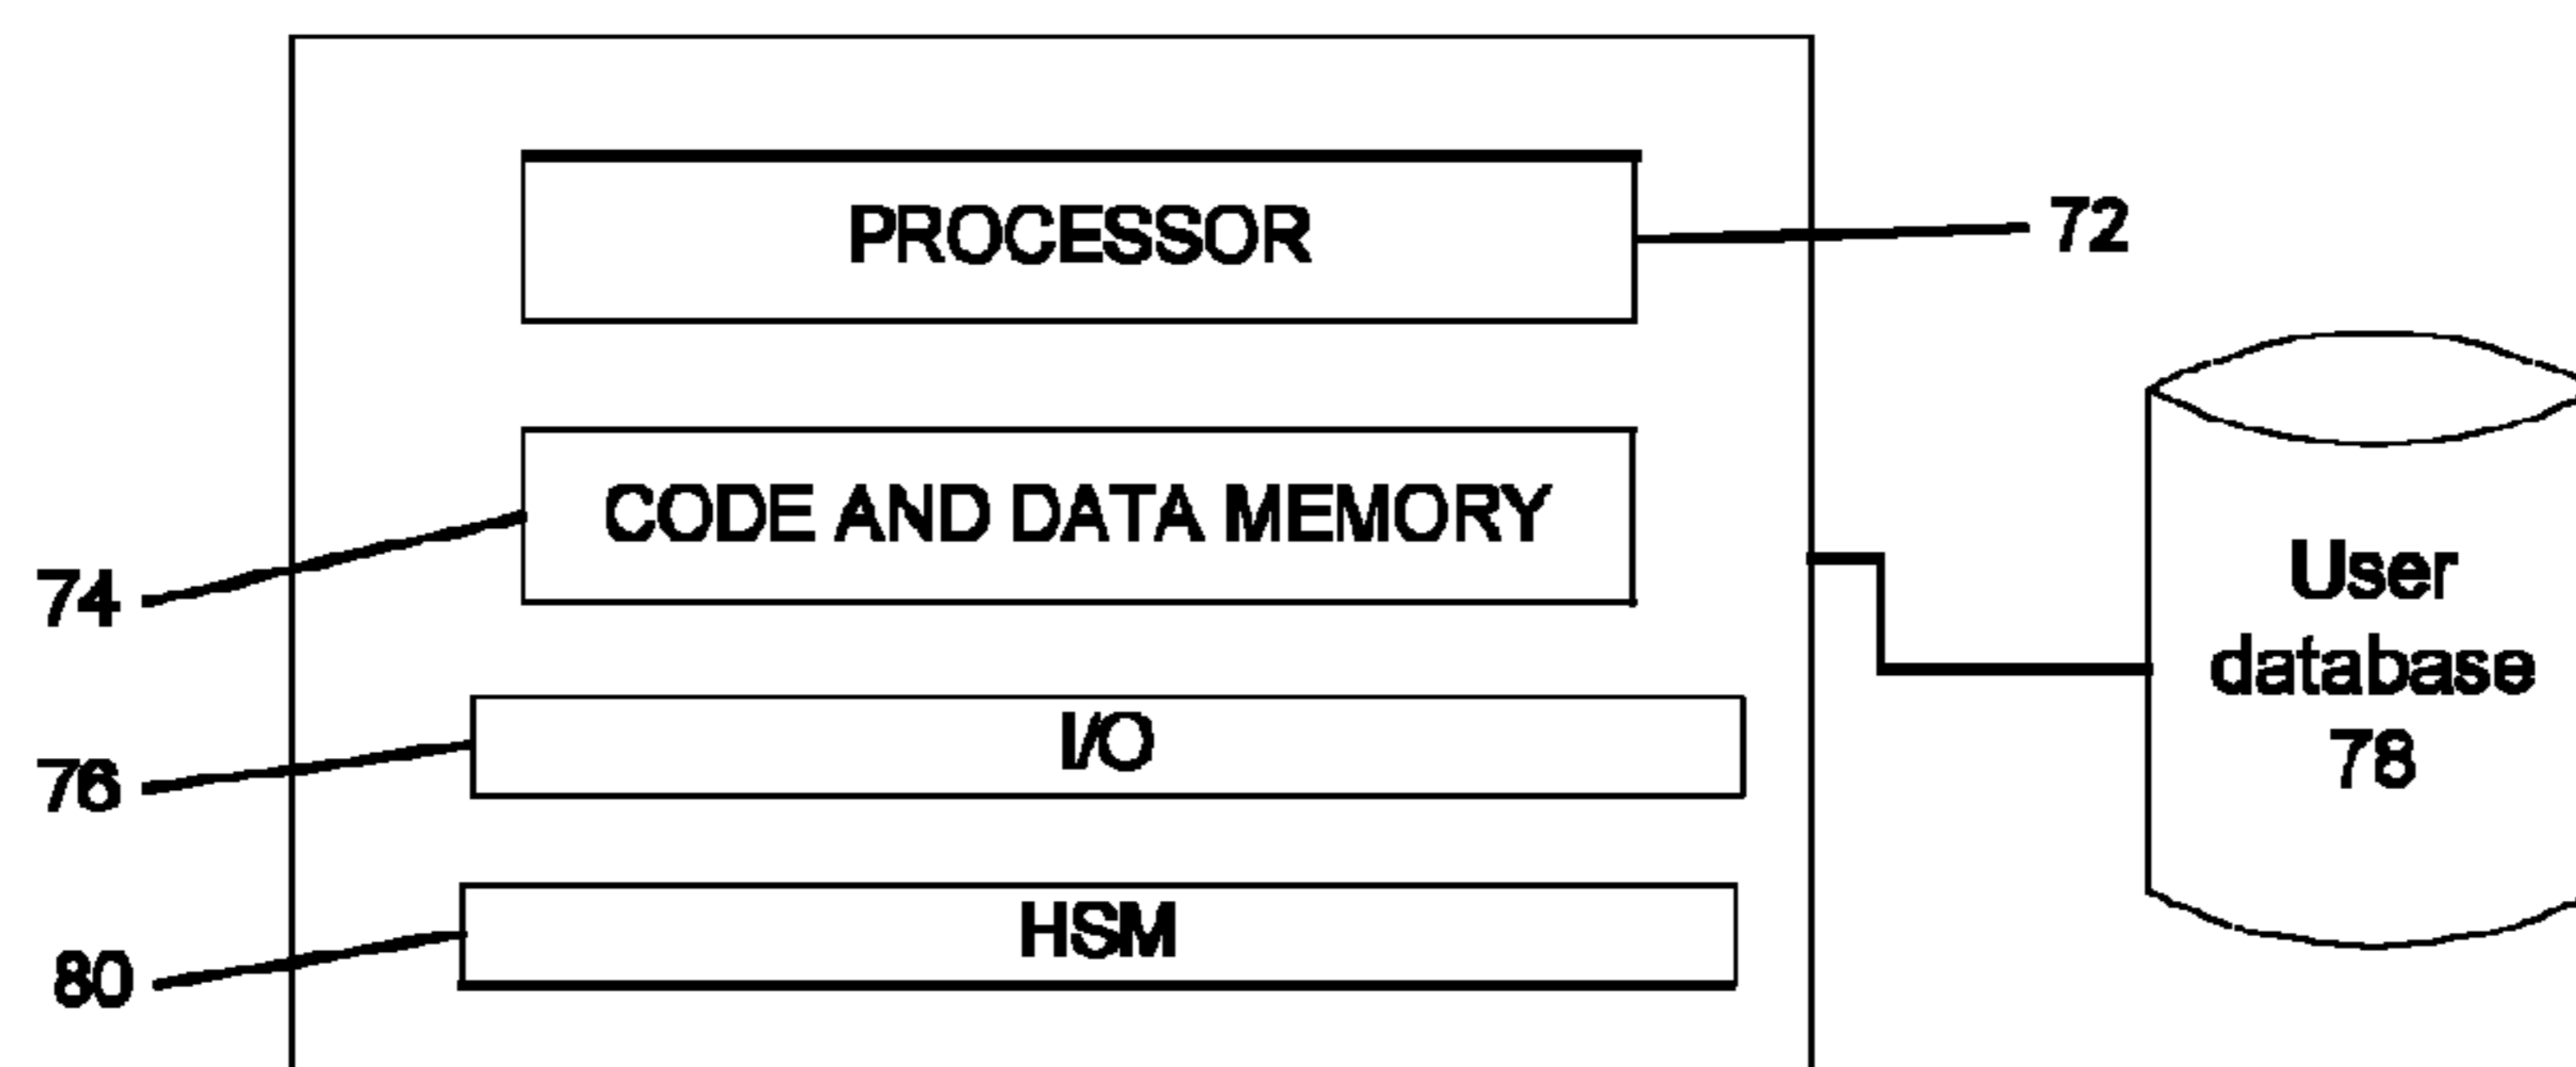 PROCESSOR
72
CODE AND DATA MEMORY
74
User
database
78
I/O
76
HSM
80